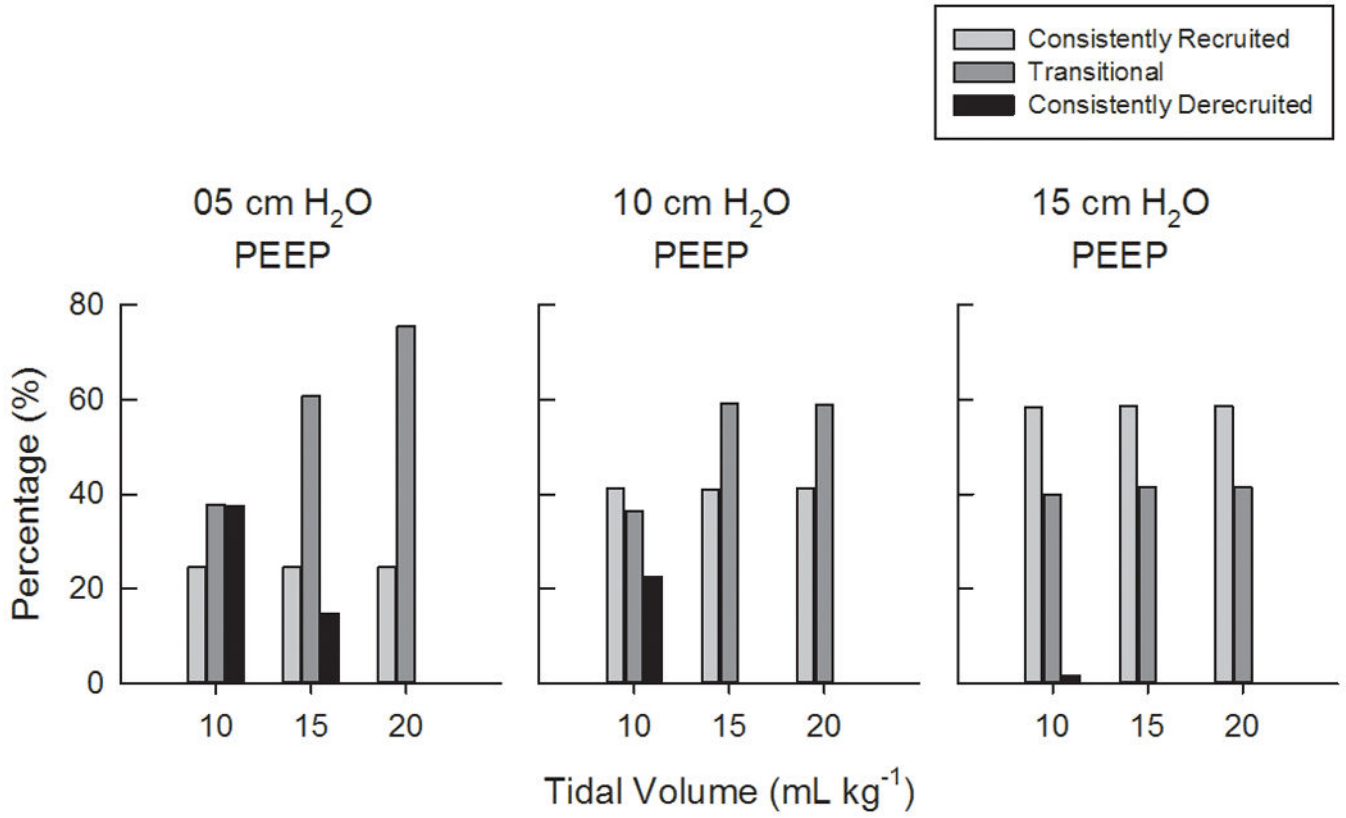 Consistently Recruited
Transitional
Consistently Derecruited
05 cm H₂O
PEEP
10 cm H₂O
PEEP
15 cm H₂O
PEEP
Percentage (%)
80
60
40
20
0
10 15 20
10 15 20
10 15 20
Tidal Volume (mL kg⁻¹)